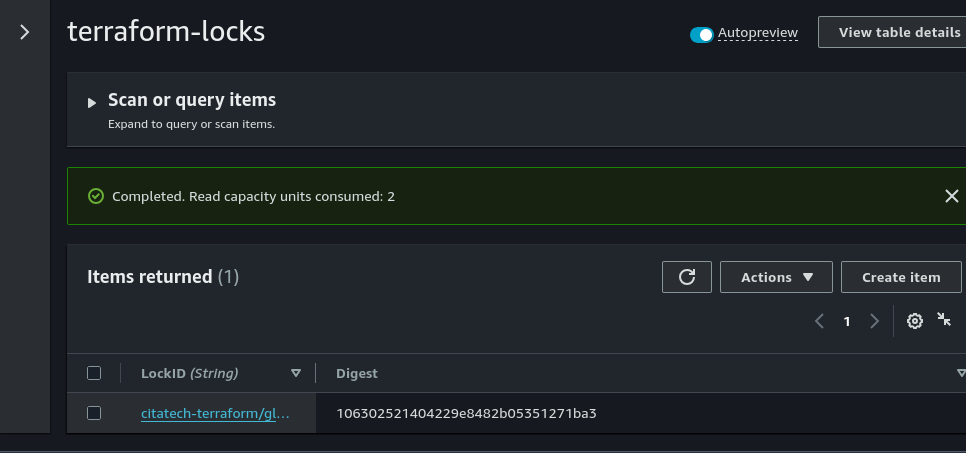 terraform-locks
Autopreview
View table details
Scan or query items
Expand to query or scan items.
Completed. Read capacity units consumed: 2
Items returned (1)
Actions
Create item
1
LockID (String)
Digest
citatech-terraform/gl...
106302521404229e8482b05351271ba3